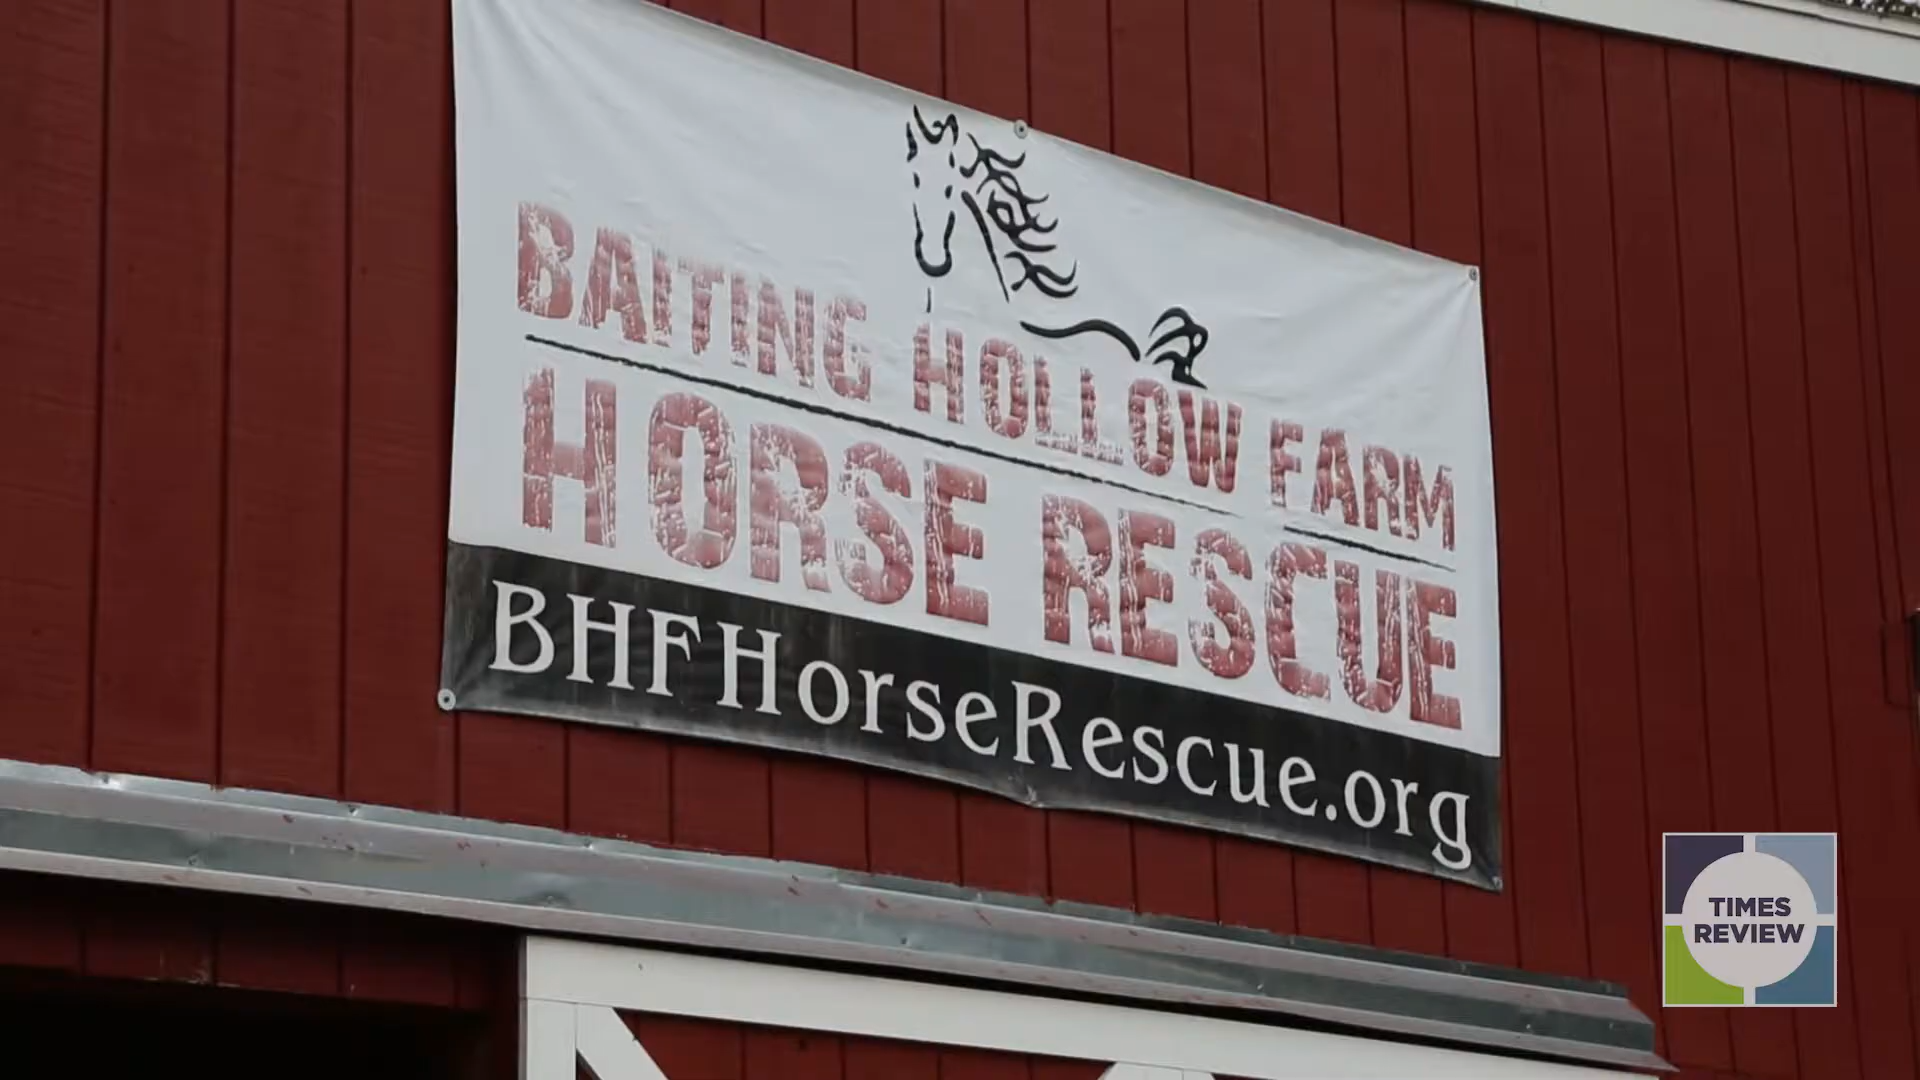 BAITING HOLLOW FARM
HORSE RESCUE
BHFHorseRescue.org
TIMES
REVIEW